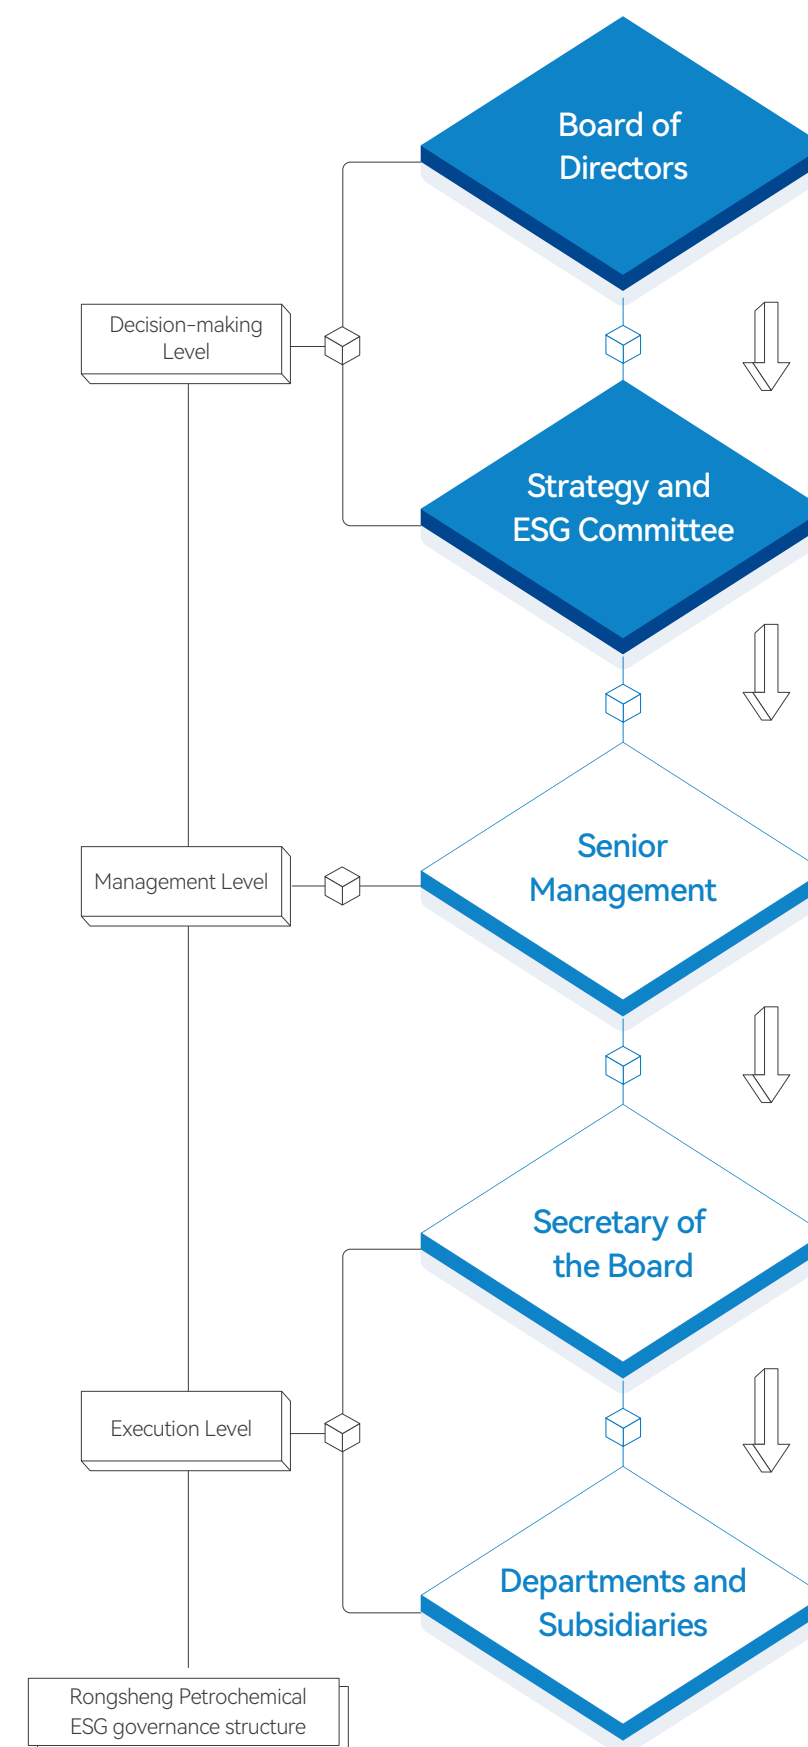 Board of
Directors
Decision-making
Level
Strategy and
ESG Committee
Senior
Management
Management Level
Secretary of
the Board
Execution Level
Departments and
Subsidiaries
Rongsheng Petrochemical
ESG governance structure